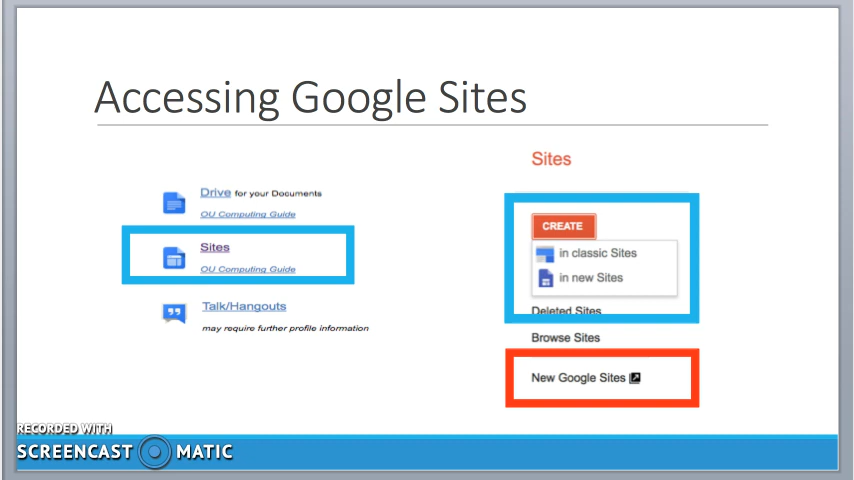 Accessing Google Sites
Drive for your Documents
OU Computing Guide
Sites
OU Computing Guide
Talk/Hangouts
may require further profile information
Sites
CREATE
in classic Sites
in new Sites
Deleted Sites
Browse Sites
New Google Sites
RECORDED WITH
SCREENCAST MATIC